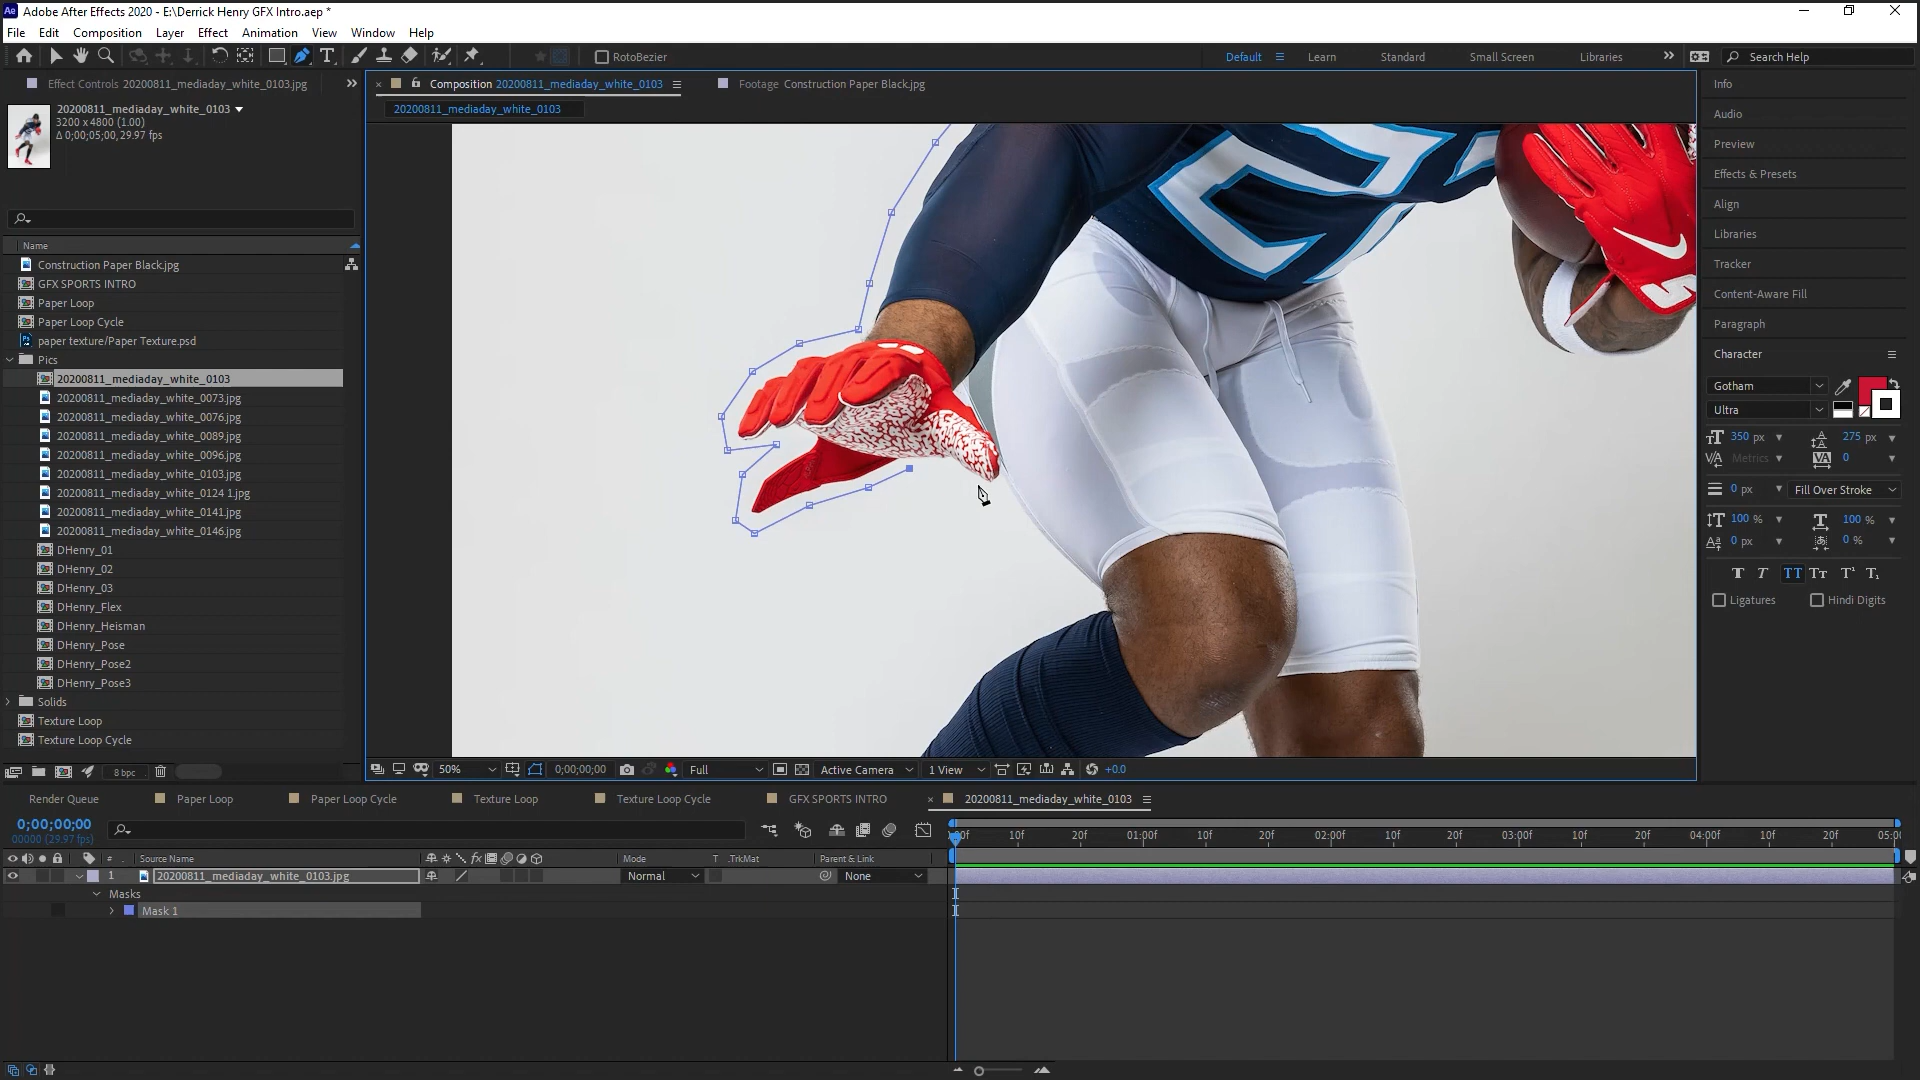 Ae Adobe After Effects 2020 - E:\Derrick Henry GFX Intro.aep *
File Edit Composition Layer Effect Animation View Window Help
RotoBezier
Default Learn Standard Small Screen Libraries Search Help
Effect Controls 20200811_mediaday_white_0103.jpg
Composition 20200811_mediaday_white_0103
Footage Construction Paper Black.jpg
20200811_mediaday_white_0103
20200811_mediaday_white_0103
3200 x 4800 (1.00)
Δ 0;00;05;00, 29.97 fps
Name
Construction Paper Black.jpg
GFX SPORTS INTRO
Paper Loop
Paper Loop Cycle
paper texture/Paper Texture.psd
Pics
20200811_mediaday_white_0103
20200811_mediaday_white_0073.jpg
20200811_mediaday_white_0076.jpg
20200811_mediaday_white_0089.jpg
20200811_mediaday_white_0096.jpg
20200811_mediaday_white_0103.jpg
20200811_mediaday_white_0124 1.jpg
20200811_mediaday_white_0141.jpg
20200811_mediaday_white_0146.jpg
DHenry_01
DHenry_02
DHenry_03
DHenry_Flex
DHenry_Heisman
DHenry_Pose
DHenry_Pose2
DHenry_Pose3
Solids
Texture Loop
Texture Loop Cycle
8 bpc
50% 0;00;00;00 Full Active Camera 1 View +0.0
Info
Audio
Preview
Effects & Presets
Align
Libraries
Tracker
Content-Aware Fill
Paragraph
Character
Gotham
Ultra
350 px 275 px
Metrics 0
0 px Fill Over Stroke
100 % 100 %
0 px 0 %
T T TT Tt T¹ T₁
Ligatures Hindi Digits
Render Queue Paper Loop Paper Loop Cycle Texture Loop Texture Loop Cycle GFX SPORTS INTRO 20200811_mediaday_white_0103
0;00;00;00
00000 (29.97 fps)
:00f 10f 20f 01:00f 10f 20f 02:00f 10f 20f 03:00f 10f 20f 04:00f 10f 20f 05:00
# Source Name Mode T .TrkMat Parent & Link
1 20200811_mediaday_white_0103.jpg Normal None
Masks
Mask 1